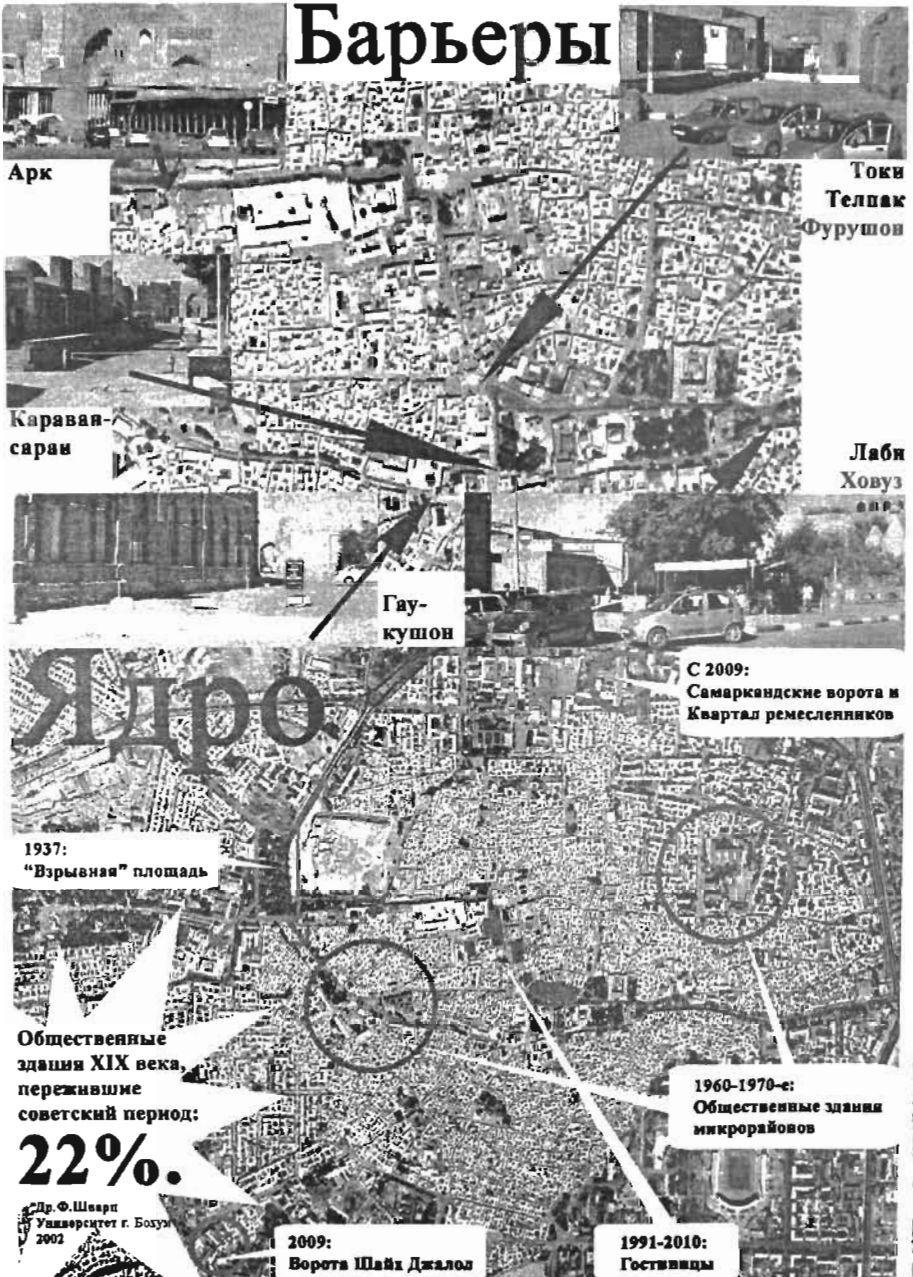 Барьеры
Арк
Токи
Телпак
Фурушон
Караван-
сараи
Лаби
Ховуз
Гау-
кушон
Ядро
С 2009:
Самаркандские ворота и
Квартал ремесленников
1937:
“Взрывная” площадь
Общественные
здания XIX века,
пережившие
советский период:
22%.
Др.Ф.Шварц
Университет г. Бохум
2002
1960-1970-е:
Общественные здания
микрорайонов
2009:
Ворота Шайх Джалол
1991-2010:
Гостиницы